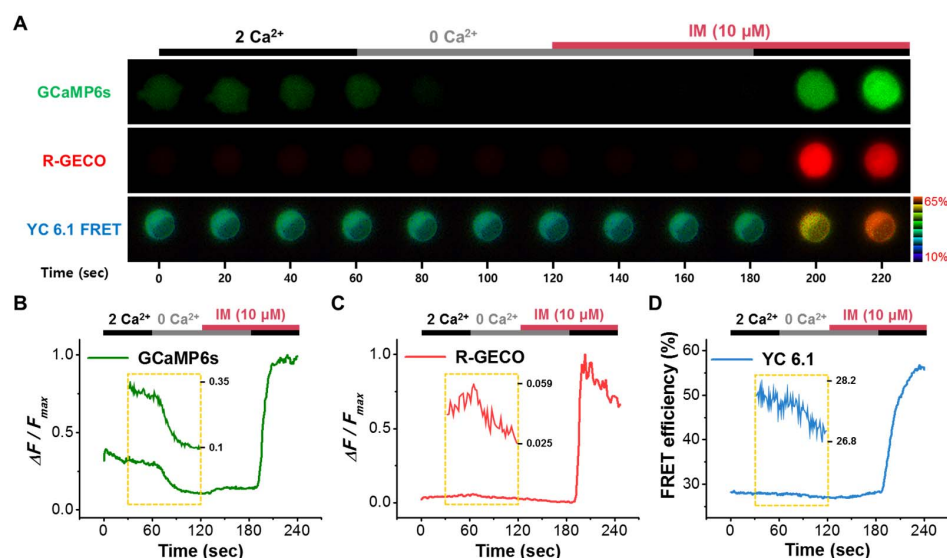 A
2 Ca²⁺ 0 Ca²⁺ IM (10 µM)
GCaMP6s
R-GECO
YC 6.1 FRET
65%
10%
Time (sec) 0 20 40 60 80 100 120 140 160 180 200 220
B
2 Ca²⁺ 0 Ca²⁺ IM (10 µM)
GCaMP6s
ΔF / Fmax
1.0
0.5
0.0
0.35
0.1
0 60 120 180 240
Time (sec)
C
2 Ca²⁺ 0 Ca²⁺ IM (10 µM)
R-GECO
ΔF / Fmax
1.0
0.5
0.0
0.059
0.025
0 60 120 180 240
Time (sec)
D
2 Ca²⁺ 0 Ca²⁺ IM (10 µM)
YC 6.1
FRET efficiency (%)
60
50
40
30
28.2
26.8
0 60 120 180 240
Time (sec)